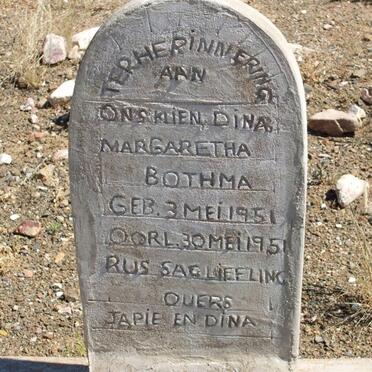 TER HERINNERING
AAN
ONS KLIEN DINA
MARGARETHA
BOTHMA
GEB. 3 MEI 1951
OORL. 30 MEI 1951
RUS SAG LIEFLING
OUERS
JAPIE EN DINA